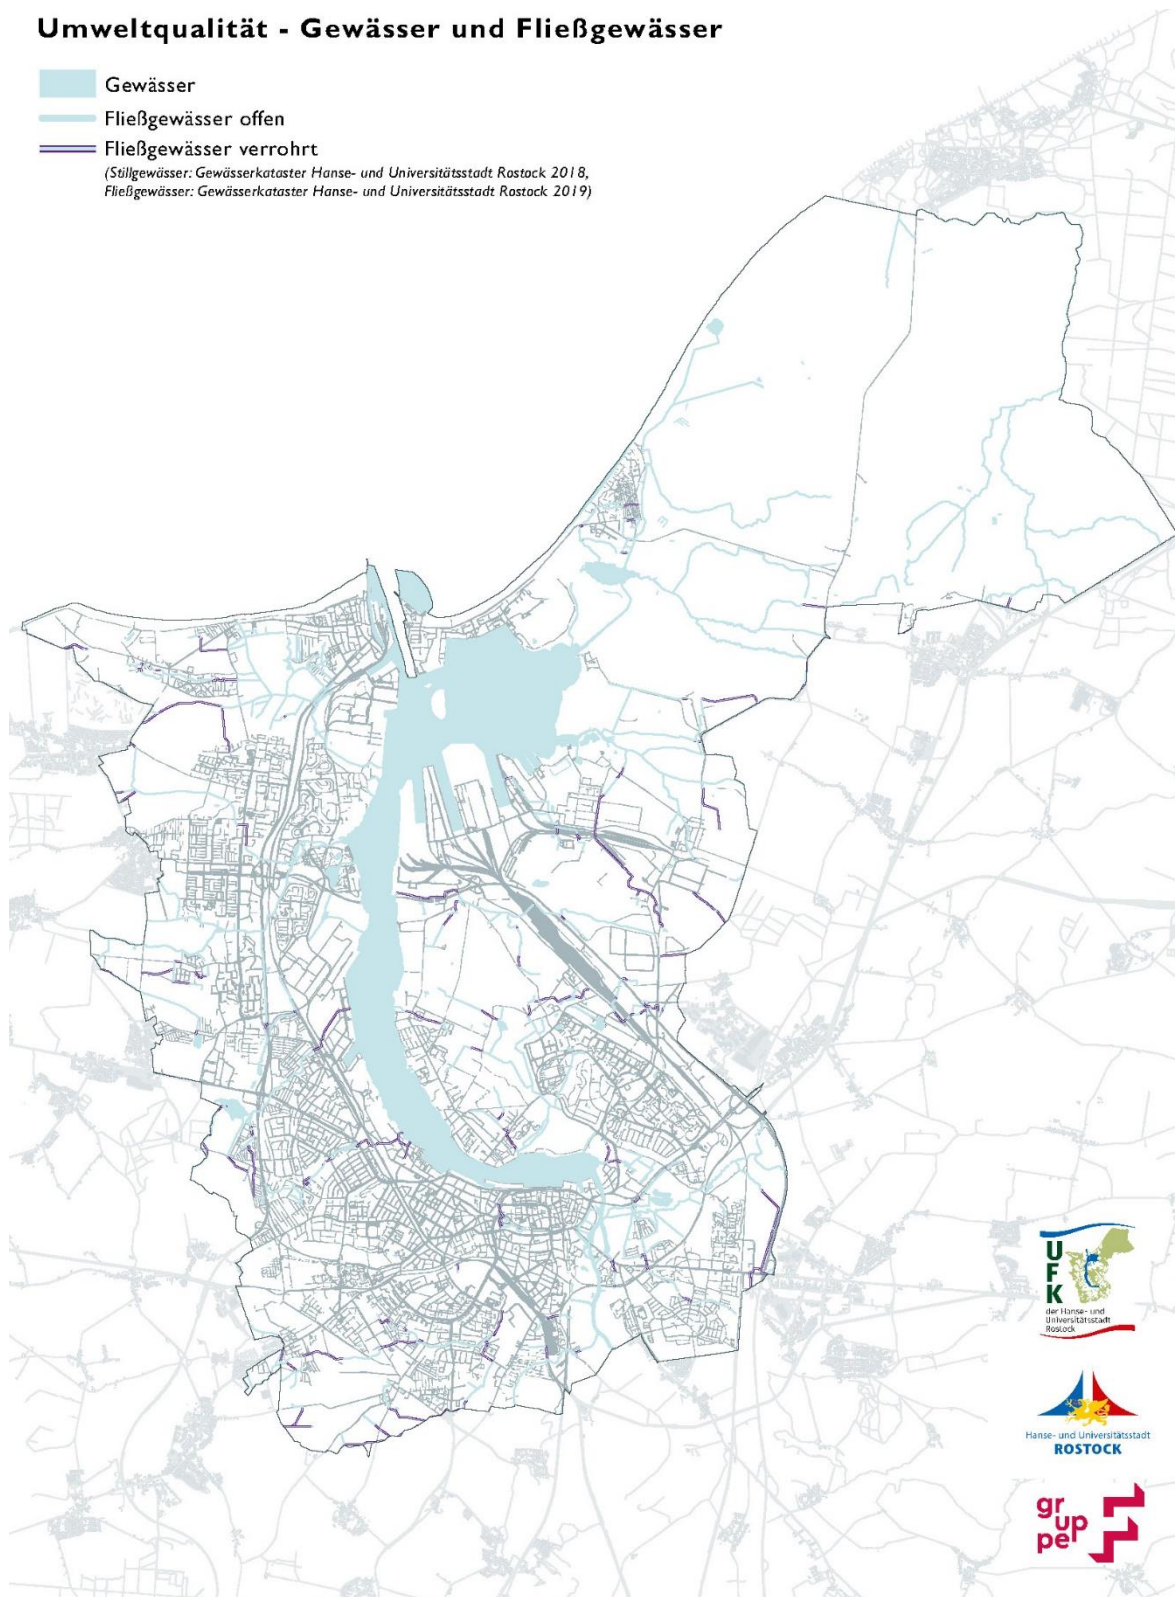 Umweltqualität - Gewässer und Fließgewässer
Gewässer
Fließgewässer offen
Fließgewässer verrohrt
(Stillgewässer: Gewässerkataster Hanse- und Universitätsstadt Rostock 2018,
Fließgewässer: Gewässerkataster Hanse- und Universitätsstadt Rostock 2019)
U
F
K
der Hanse- und
Universitätsstadt
Rostock
Hanse- und Universitätsstadt
ROSTOCK
gr
up
pe
F